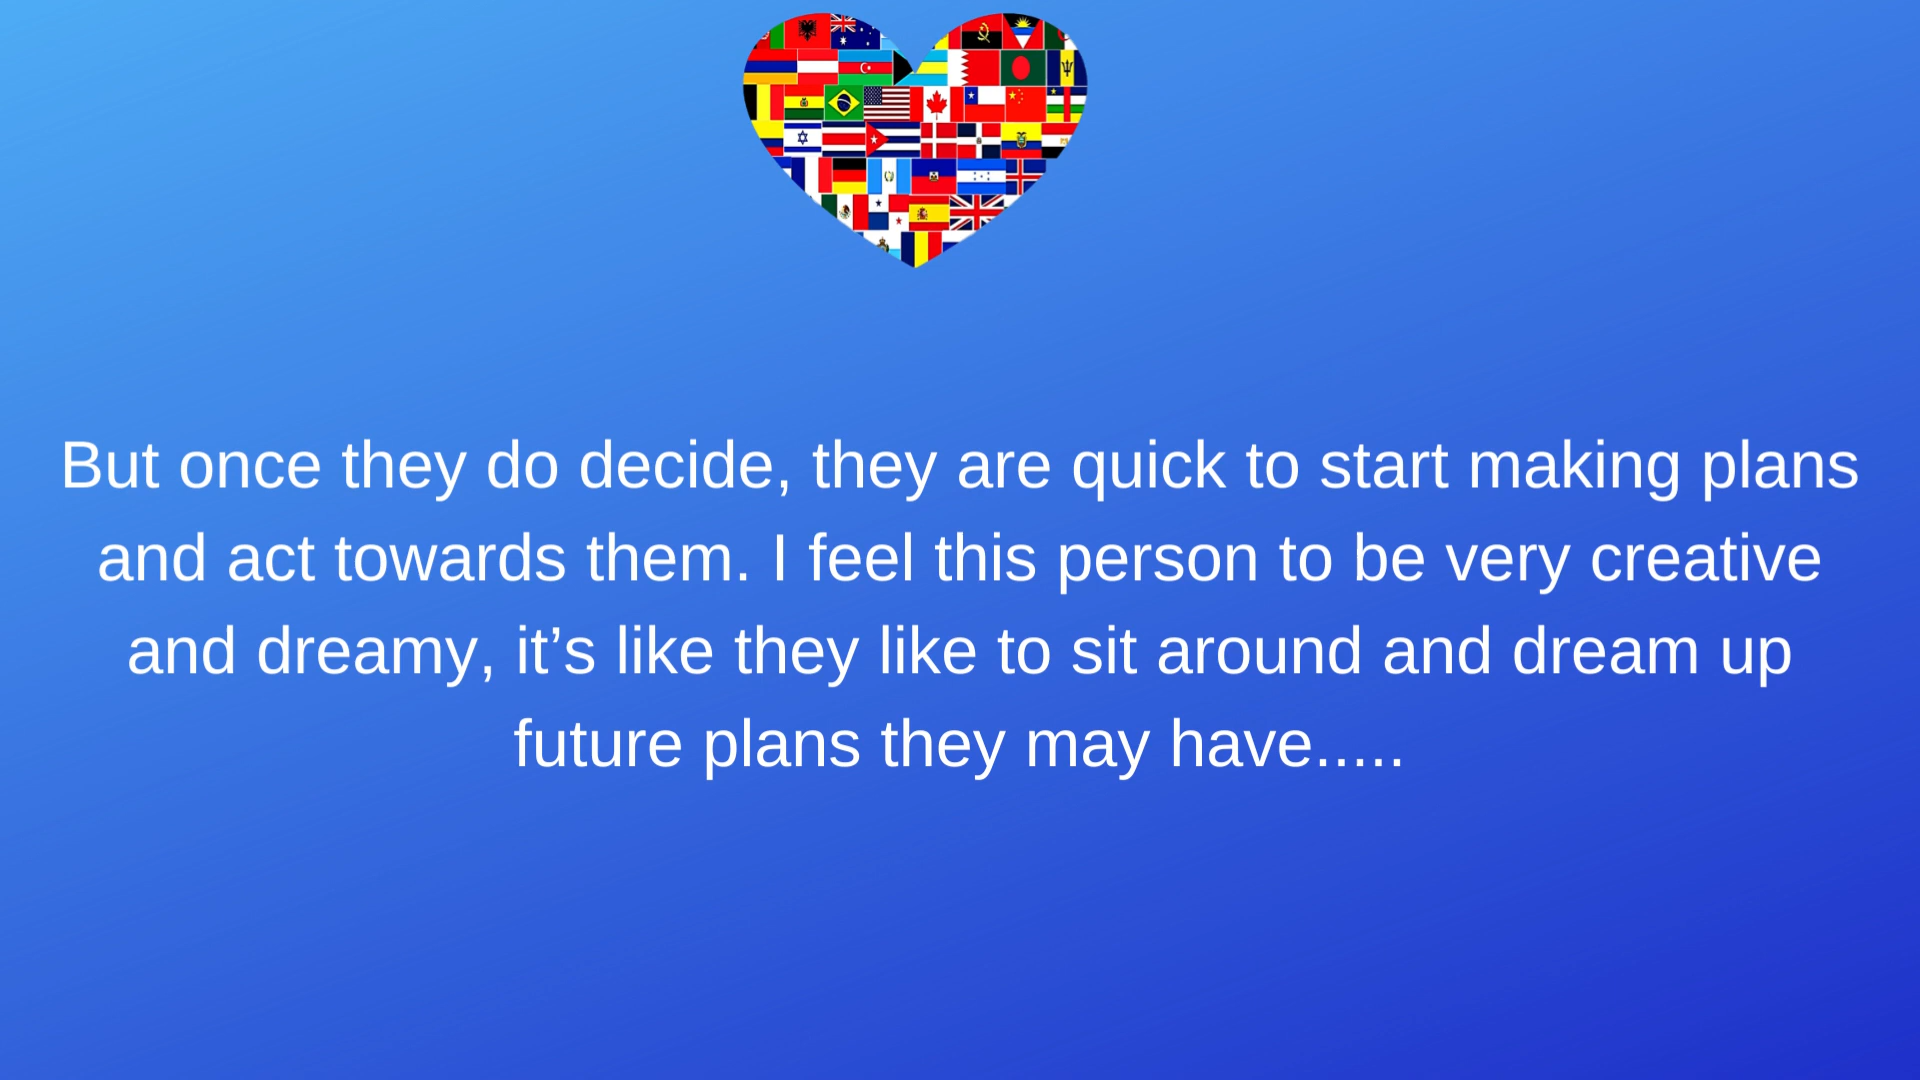 But once they do decide, they are quick to start making plans
and act towards them. I feel this person to be very creative
and dreamy, it’s like they like to sit around and dream up
future plans they may have.....